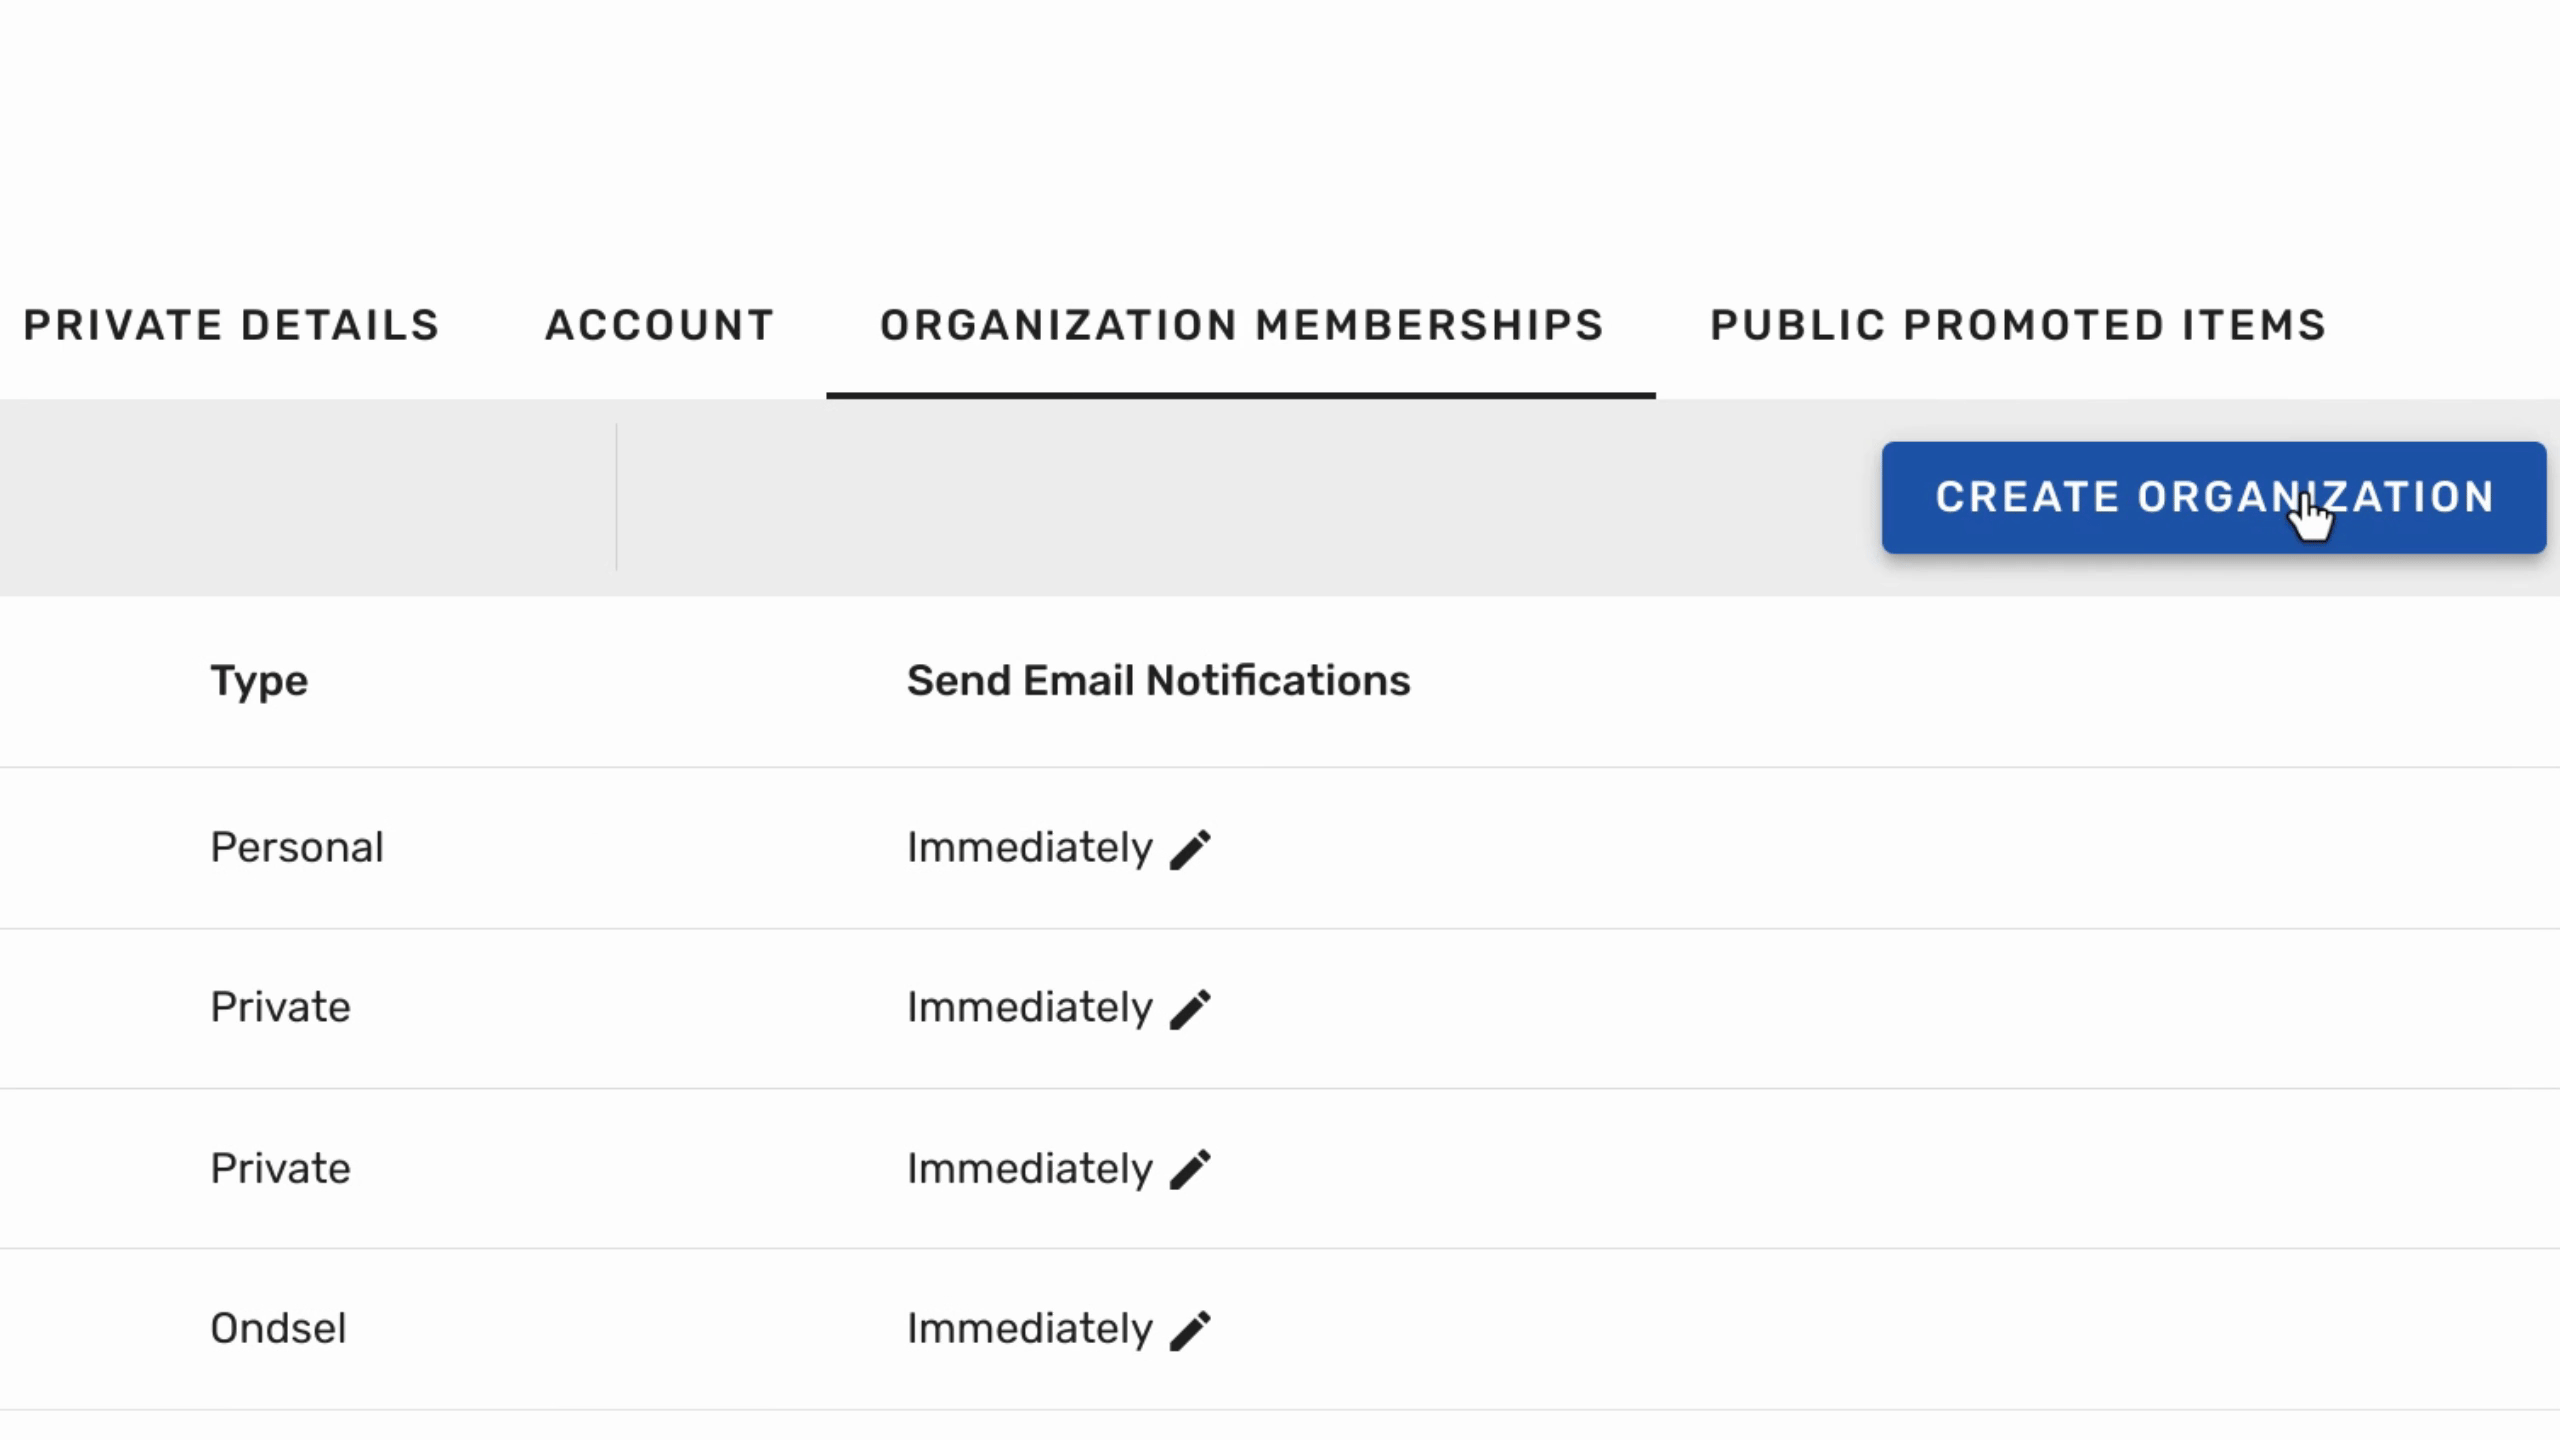 PRIVATE DETAILS ACCOUNT ORGANIZATION MEMBERSHIPS PUBLIC PROMOTED ITEMS
CREATE ORGANIZATION
Type Send Email Notifications
Personal Immediately
Private Immediately
Private Immediately
Ondsel Immediately